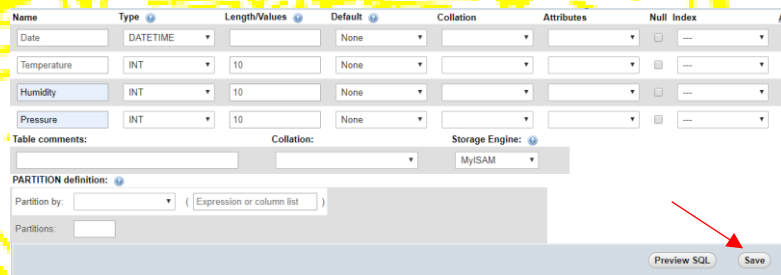 Name Type Length/Values Default Collation Attributes Null Index
Date DATETIME None ---
Temperature INT 10 None ---
Humidity INT 10 None ---
Pressure INT 10 None ---
Table comments: Collation: Storage Engine:
MyISAM
PARTITION definition:
Partition by: ( Expression or column list )
Partitions:
Preview SQL Save